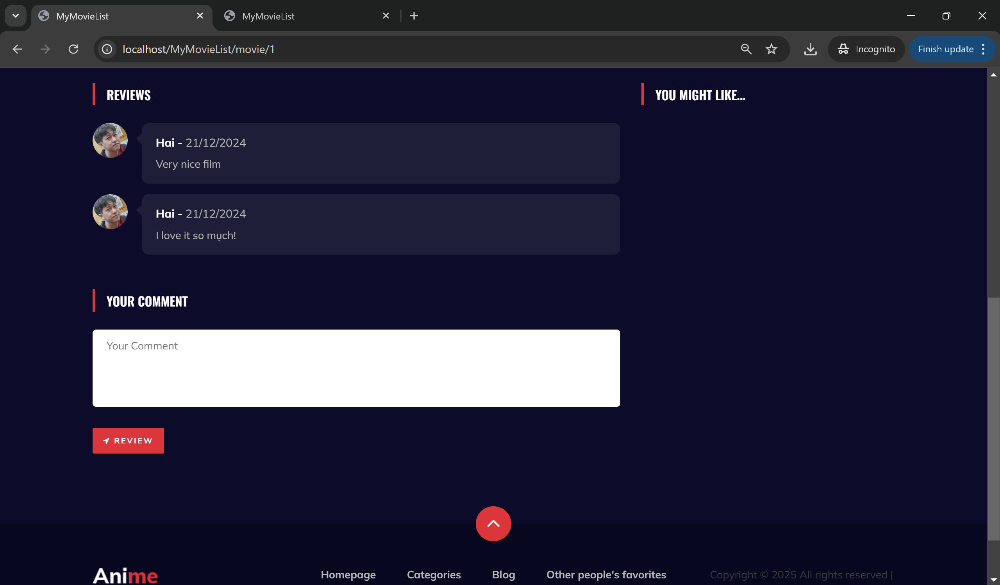 MyMovieList
MyMovieList
localhost/MyMovieList/movie/1
Incognito
Finish update
REVIEWS
YOU MIGHT LIKE...
Hai - 21/12/2024
Very nice film
Hai - 21/12/2024
I love it so mụch!
YOUR COMMENT
Your Comment
REVIEW
Anime
Homepage
Categories
Blog
Other people's favorites
Copyright © 2025 All rights reserved |